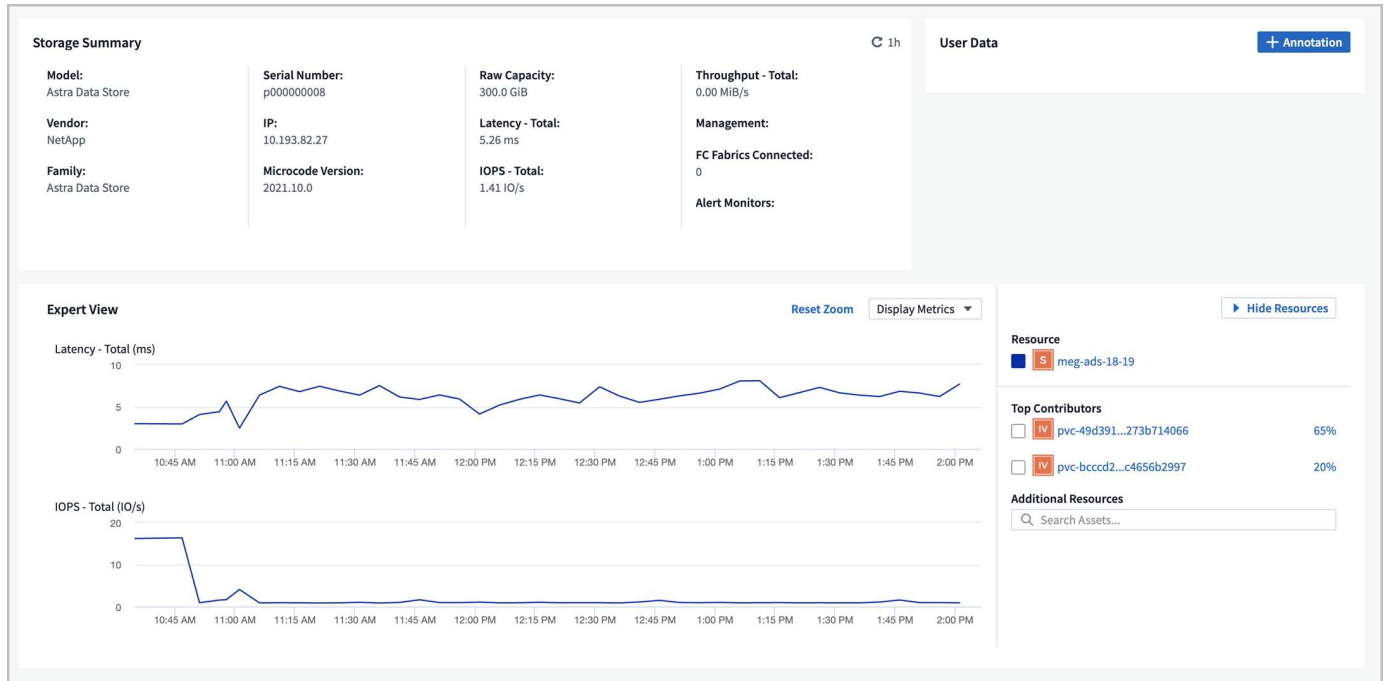 Storage Summary
1h
Model:
Astra Data Store
Vendor:
NetApp
Family:
Astra Data Store
Serial Number:
p000000008
IP:
10.193.82.27
Microcode Version:
2021.10.0
Raw Capacity:
300.0 GiB
Latency - Total:
5.26 ms
IOPS - Total:
1.41 IO/s
Throughput - Total:
0.00 MiB/s
Management:
FC Fabrics Connected:
0
Alert Monitors:
User Data
+ Annotation
Expert View
Reset Zoom
Display Metrics
Latency - Total (ms)
10
5
0
10:45 AM 11:00 AM 11:15 AM 11:30 AM 11:45 AM 12:00 PM 12:15 PM 12:30 PM 12:45 PM 1:00 PM 1:15 PM 1:30 PM 1:45 PM 2:00 PM
IOPS - Total (IO/s)
20
10
0
10:45 AM 11:00 AM 11:15 AM 11:30 AM 11:45 AM 12:00 PM 12:15 PM 12:30 PM 12:45 PM 1:00 PM 1:15 PM 1:30 PM 1:45 PM 2:00 PM
Hide Resources
Resource
S meg-ads-18-19
Top Contributors
IV pvc-49d391...273b714066 65%
IV pvc-bcccd2...c4656b2997 20%
Additional Resources
Search Assets...